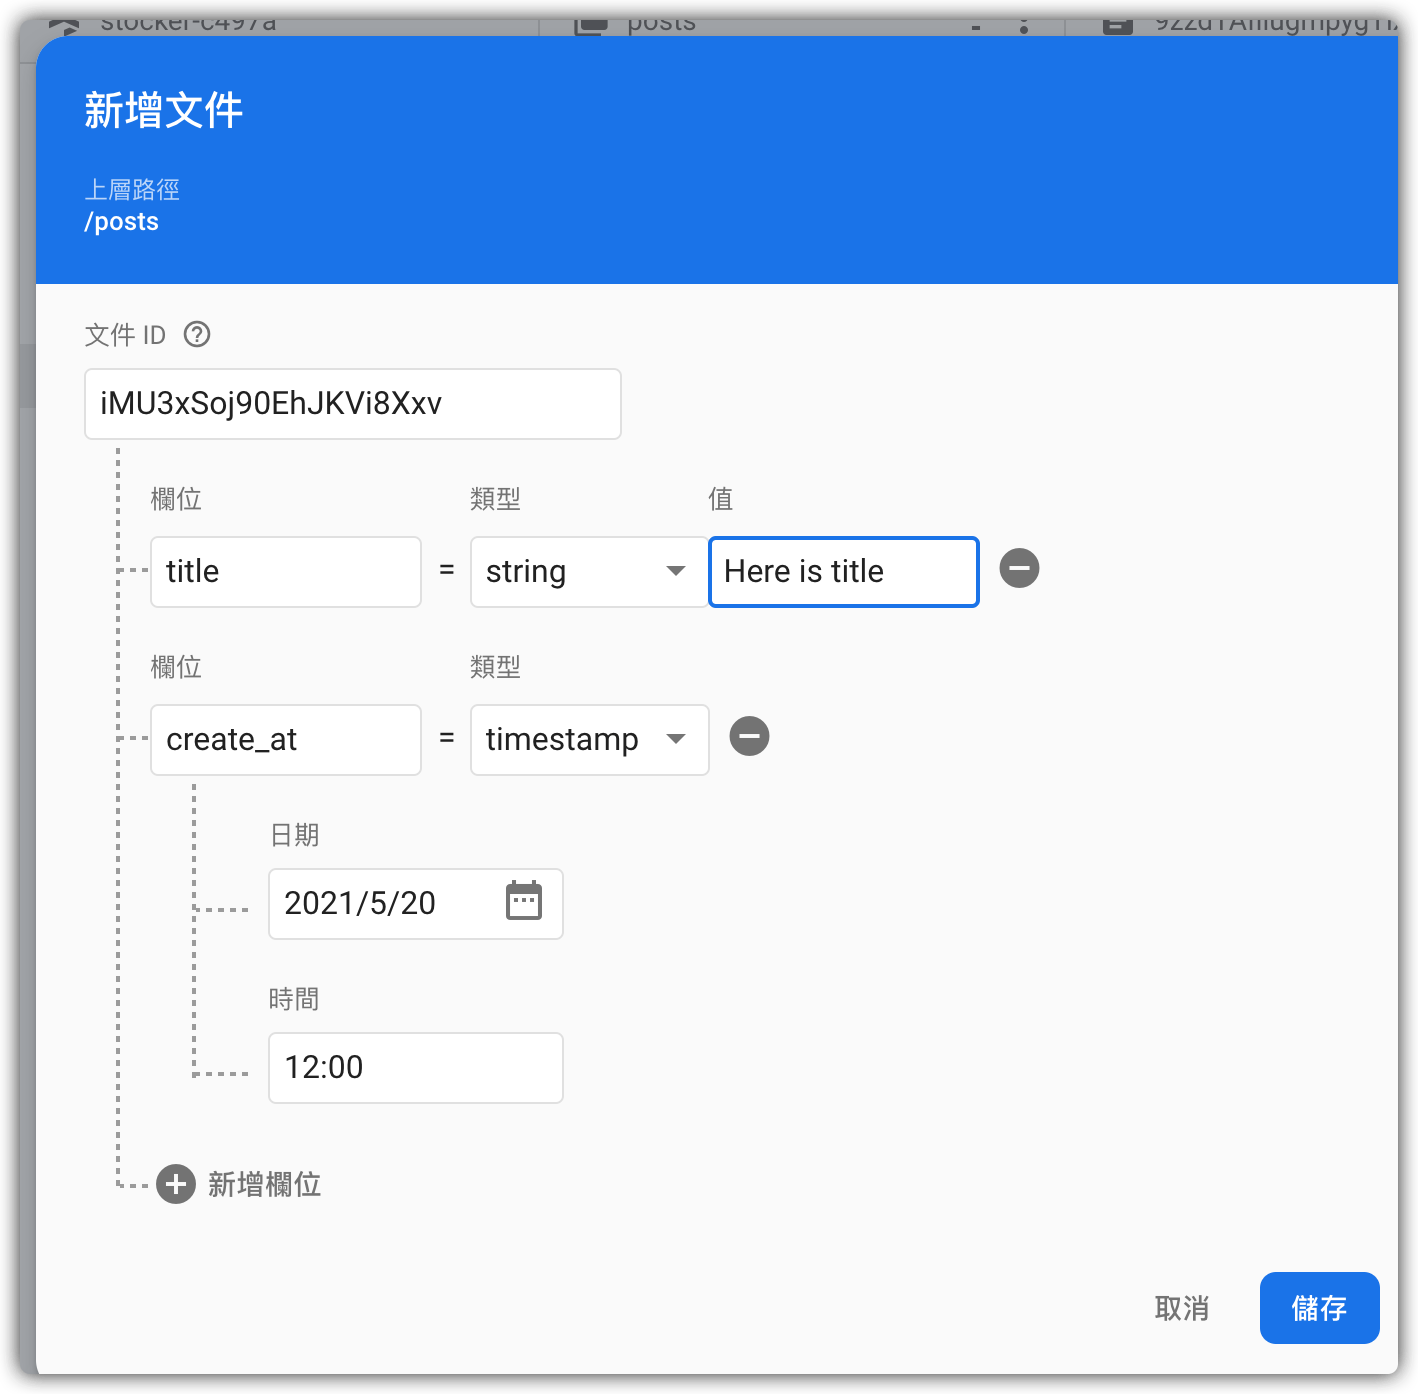 stocker-c497a
posts
新增文件
上層路徑
/posts
文件 ID
iMU3xSoj90EhJKVi8Xxv
欄位 類型 值
title = string Here is title
欄位 類型
create_at = timestamp
日期
2021/5/20
時間
12:00
新增欄位
取消 儲存